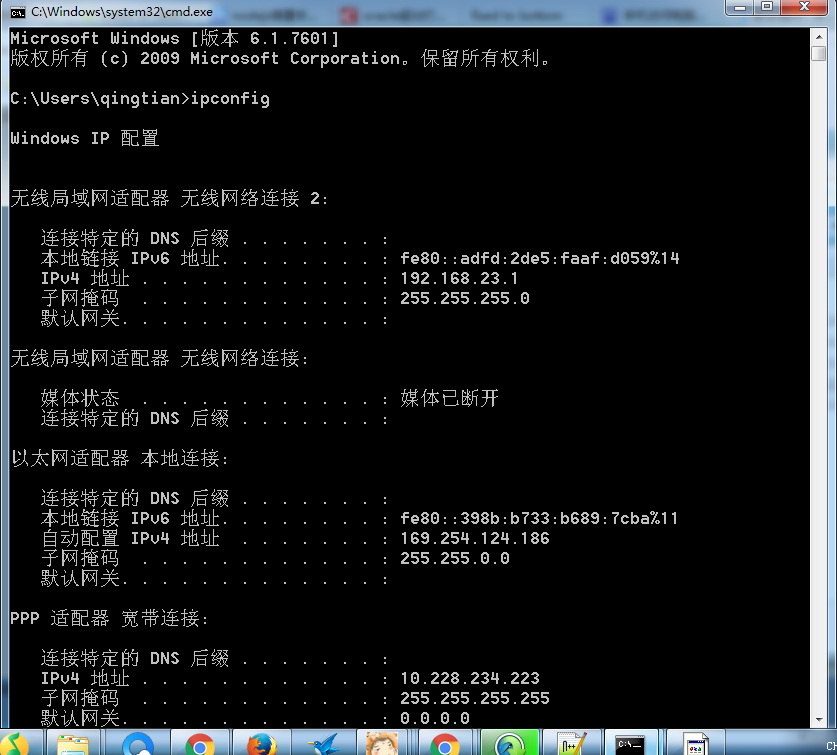 C:\Windows\system32\cmd.exe
Microsoft Windows [版本 6.1.7601]
版权所有 (c) 2009 Microsoft Corporation。保留所有权利。
C:\Users\qingtian>ipconfig
Windows IP 配置
无线局域网适配器 无线网络连接 2:
连接特定的 DNS 后缀 . . . . . . . :
本地链接 IPv6 地址. . . . . . . . : fe80::adfd:2de5:faaf:d059%14
IPv4 地址 . . . . . . . . . . . . : 192.168.23.1
子网掩码  . . . . . . . . . . . . : 255.255.255.0
默认网关. . . . . . . . . . . . . :
无线局域网适配器 无线网络连接:
媒体状态  . . . . . . . . . . . . : 媒体已断开
连接特定的 DNS 后缀 . . . . . . . :
以太网适配器 本地连接:
连接特定的 DNS 后缀 . . . . . . . :
本地链接 IPv6 地址. . . . . . . . : fe80::398b:b733:b689:7cba%11
自动配置 IPv4 地址  . . . . . . . : 169.254.124.186
子网掩码  . . . . . . . . . . . . : 255.255.0.0
默认网关. . . . . . . . . . . . . :
PPP 适配器 宽带连接:
连接特定的 DNS 后缀 . . . . . . . :
IPv4 地址 . . . . . . . . . . . . : 10.228.234.223
子网掩码  . . . . . . . . . . . . : 255.255.255.255
默认网关. . . . . . . . . . . . . : 0.0.0.0